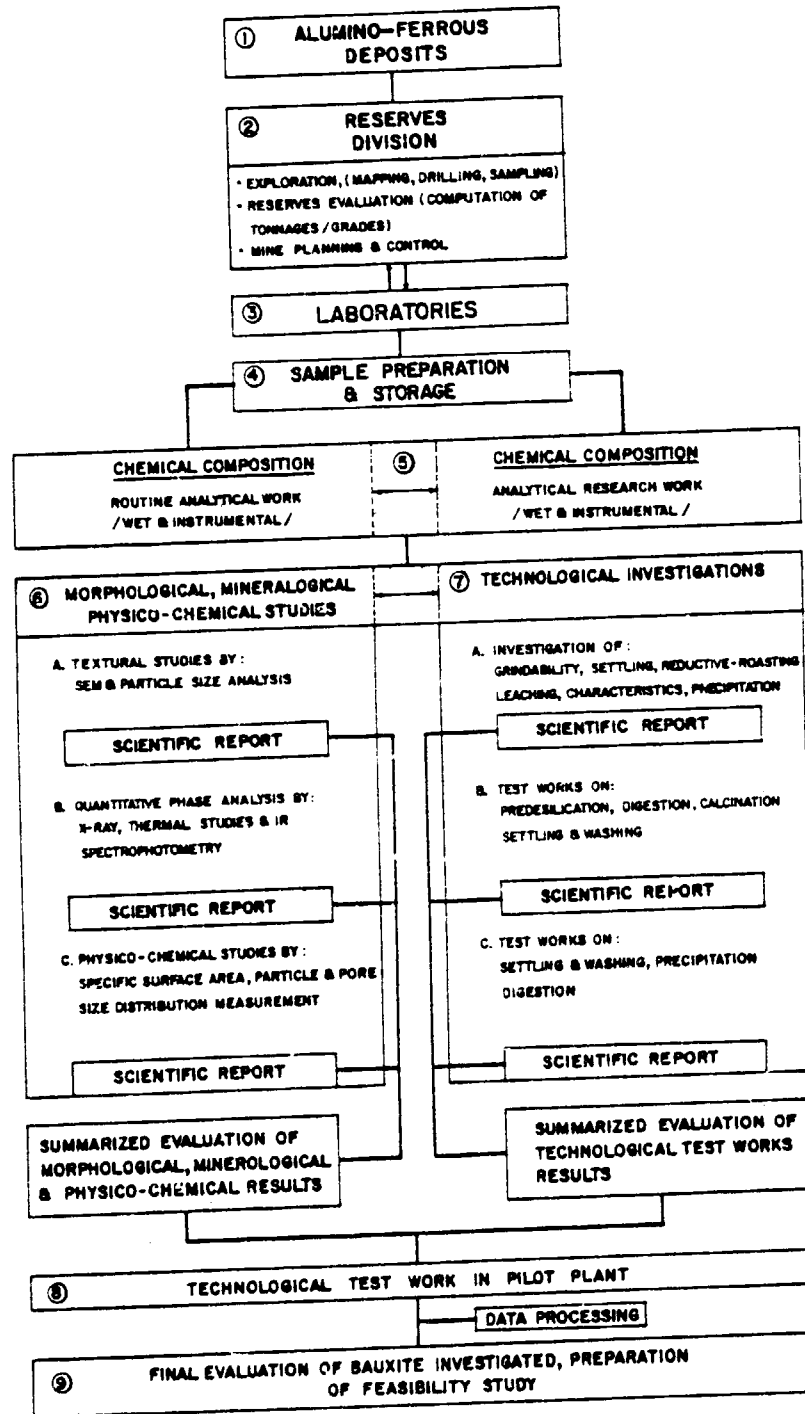 ① ALUMINO-FERROUS
DEPOSITS
② RESERVES
DIVISION
• EXPLORATION, (MAPPING, DRILLING, SAMPLING)
• RESERVES EVALUATION (COMPUTATION OF
TONNAGES / GRADES)
• MINE PLANNING & CONTROL
③ LABORATORIES
④ SAMPLE PREPARATION
& STORAGE
CHEMICAL COMPOSITION
ROUTINE ANALYTICAL WORK
/ WET & INSTRUMENTAL /
⑤
CHEMICAL COMPOSITION
ANALYTICAL RESEARCH WORK
/ WET & INSTRUMENTAL /
⑥ MORPHOLOGICAL, MINERALOGICAL
PHYSICO-CHEMICAL STUDIES
A. TEXTURAL STUDIES BY :
SEM & PARTICLE SIZE ANALYSIS
SCIENTIFIC REPORT
B. QUANTITATIVE PHASE ANALYSIS BY :
X-RAY, THERMAL STUDIES & IR
SPECTROPHOTOMETRY
SCIENTIFIC REPORT
C. PHYSICO-CHEMICAL STUDIES BY :
SPECIFIC SURFACE AREA, PARTICLE & PORE
SIZE DISTRIBUTION MEASUREMENT
SCIENTIFIC REPORT
SUMMARIZED EVALUATION OF
MORPHOLOGICAL, MINEROLOGICAL
& PHYSICO-CHEMICAL RESULTS
⑦ TECHNOLOGICAL INVESTIGATIONS
A. INVESTIGATION OF :
GRINDABILITY, SETTLING, REDUCTIVE-ROASTING
LEACHING, CHARACTERISTICS, PRECIPITATION
SCIENTIFIC REPORT
B. TEST WORKS ON:
PREDESILICATION, DIGESTION, CALCINATION
SETTLING & WASHING
SCIENTIFIC REPORT
C. TEST WORKS ON :
SETTLING & WASHING, PRECIPITATION
DIGESTION
SCIENTIFIC REPORT
SUMMARIZED EVALUATION OF
TECHNOLOGICAL TEST WORKS
RESULTS
⑧ TECHNOLOGICAL TEST WORK IN PILOT PLANT
DATA PROCESSING
⑨ FINAL EVALUATION OF BAUXITE INVESTIGATED, PREPARATION
OF FEASIBILITY STUDY